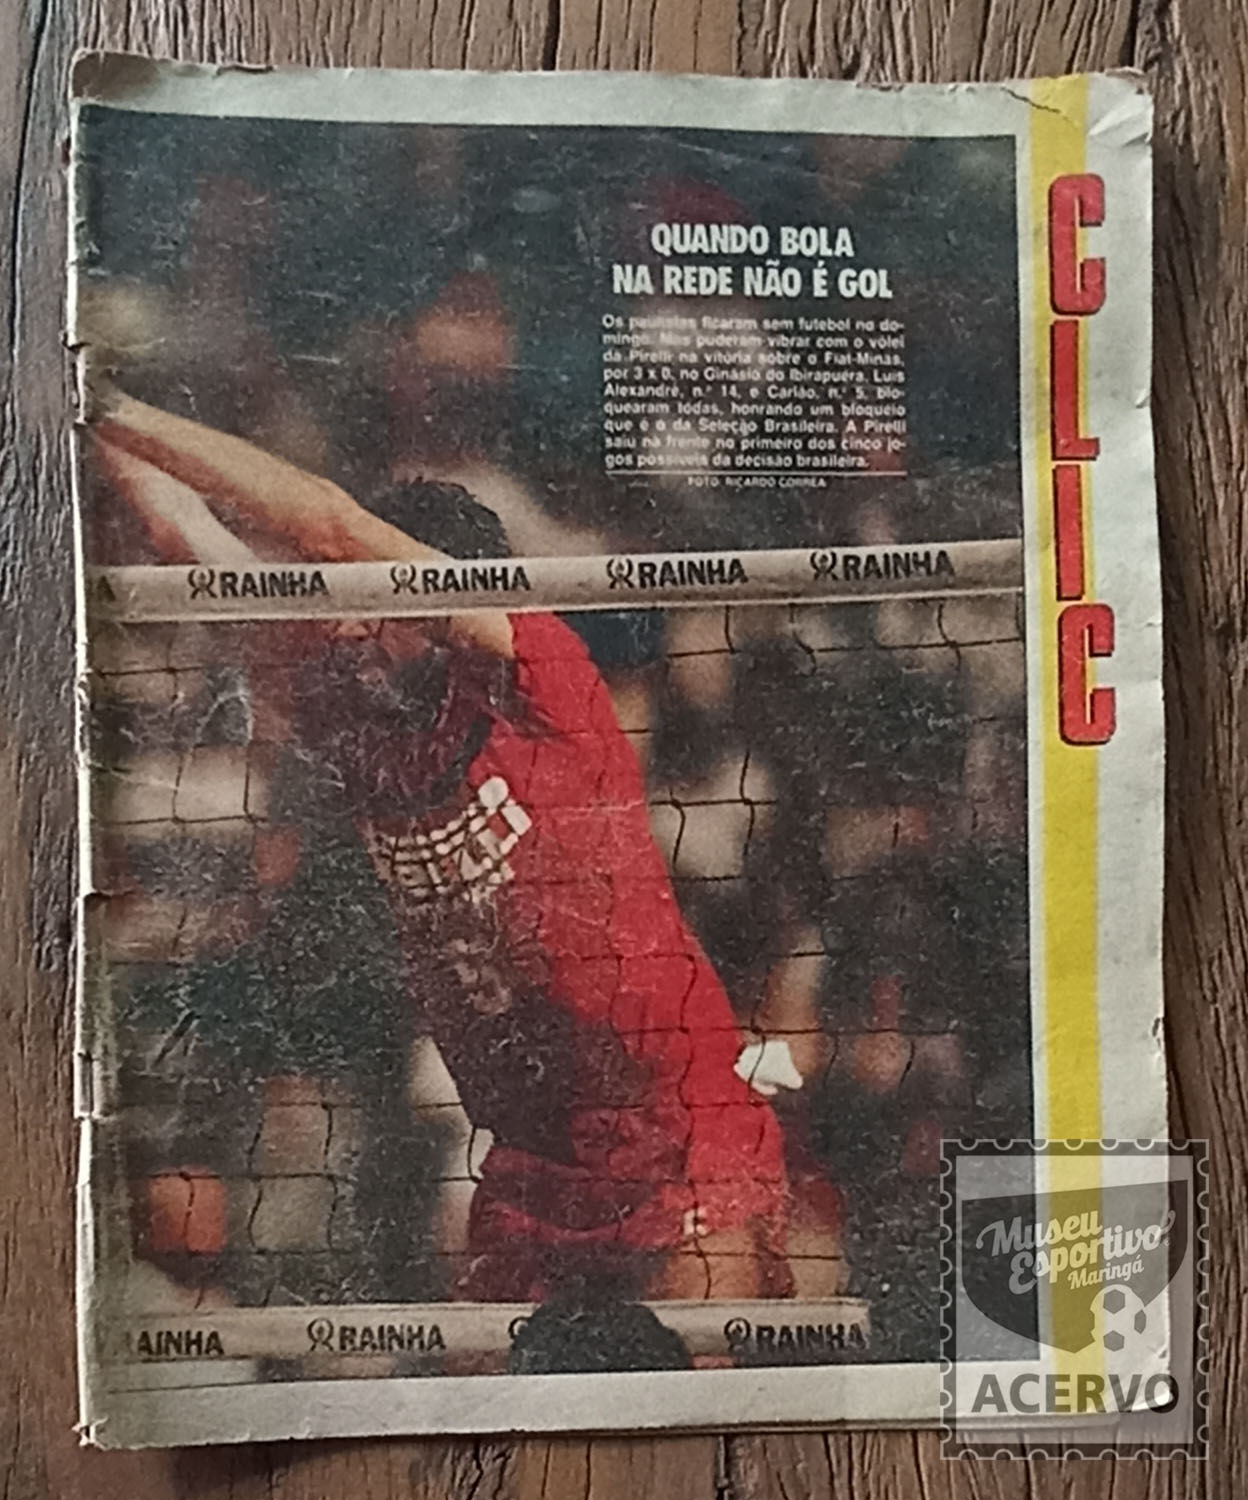 QUANDO BOLA
NA REDE NÃO É GOL
Os paulistas ficaram sem futebol no do-
mingo. Mas puderam vibrar com o vôlei
da Pirelli na vitória sobre o Fiat-Minas,
por 3 x 0, no Ginásio do Ibirapuera. Luís
Alexandre, n.º 14, e Carlão, n.º 5, blo-
quearam todas, honrando um bloqueio
que é o da Seleção Brasileira. A Pirelli
saiu na frente no primeiro dos cinco jo-
gos possíveis da decisão brasileira.
FOTO: RICARDO CORRÊA
CLIC
A RAINHA RAINHA RAINHA RAINHA
RAINHA RAINHA RAINHA
Museu
Esportivo
Maringá
ACERVO